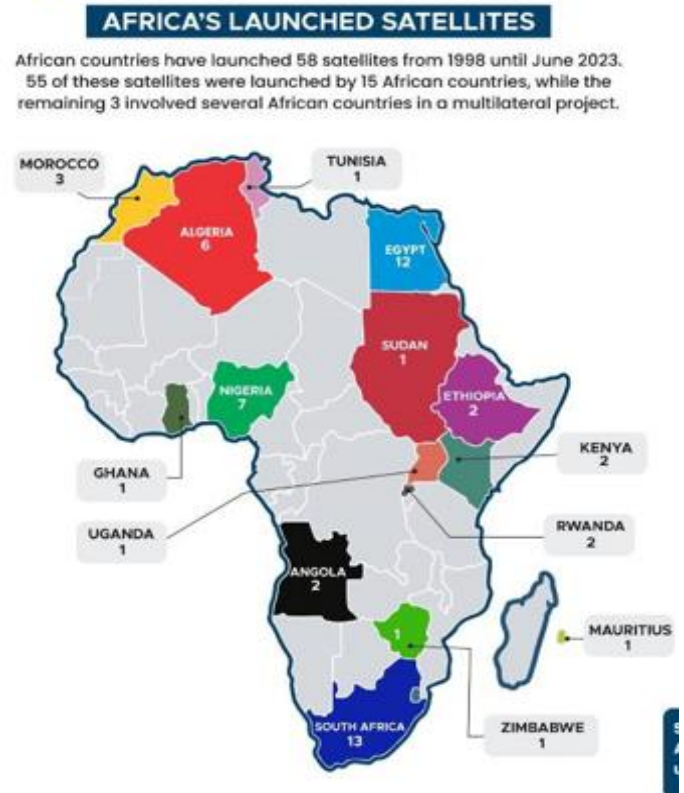 AFRICA'S LAUNCHED SATELLITES
African countries have launched 58 satellites from 1998 until June 2023.
55 of these satellites were launched by 15 African countries, while the
remaining 3 involved several African countries in a multilateral project.
MOROCCO
3
TUNISIA
1
ALGERIA
6
EGYPT
12
SUDAN
1
NIGERIA
7
ETHIOPIA
2
GHANA
1
KENYA
2
UGANDA
1
RWANDA
2
ANGOLA
2
1
MAURITIUS
1
SOUTH AFRICA
13
ZIMBABWE
1